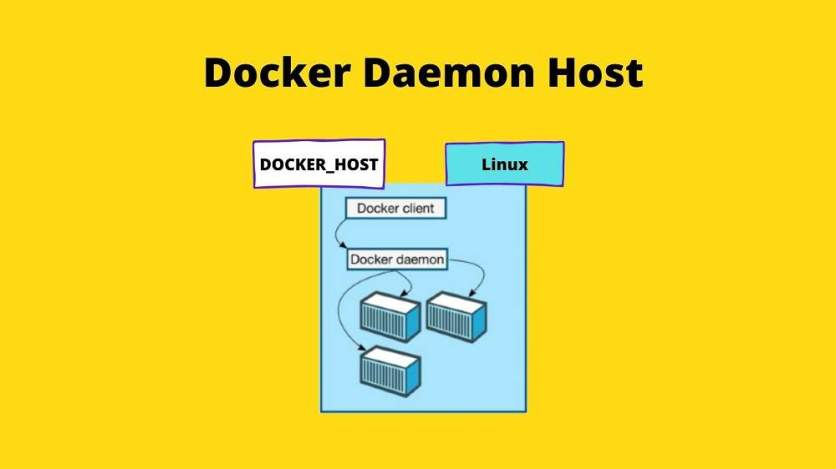 Docker Daemon Host
DOCKER_HOST
Linux
Docker client
Docker daemon